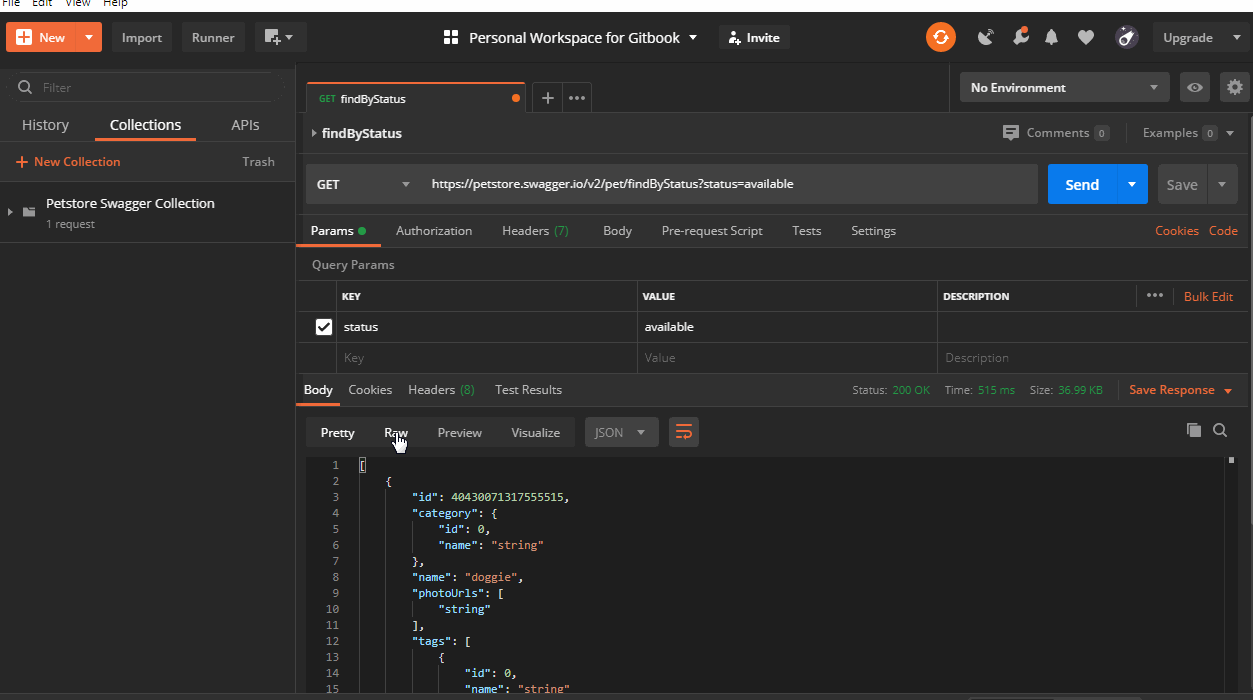 File Edit View Help
New Import Runner Personal Workspace for Gitbook Invite Upgrade
Filter
History Collections APIs
New Collection Trash
Petstore Swagger Collection
1 request
GET findByStatus No Environment
findByStatus Comments 0 Examples 0
GET https://petstore.swagger.io/v2/pet/findByStatus?status=available Send Save
Params Authorization Headers (7) Body Pre-request Script Tests Settings Cookies Code
Query Params
KEY VALUE DESCRIPTION Bulk Edit
status available
Key Value Description
Body Cookies Headers (8) Test Results Status: 200 OK Time: 515 ms Size: 36.99 KB Save Response
Pretty Raw Preview Visualize JSON
1 [
2 {
3 "id": 40430071317555515,
4 "category": {
5 "id": 0,
6 "name": "string"
7 },
8 "name": "doggie",
9 "photoUrls": [
10 "string"
11 ],
12 "tags": [
13 {
14 "id": 0,
15 "name": "string"